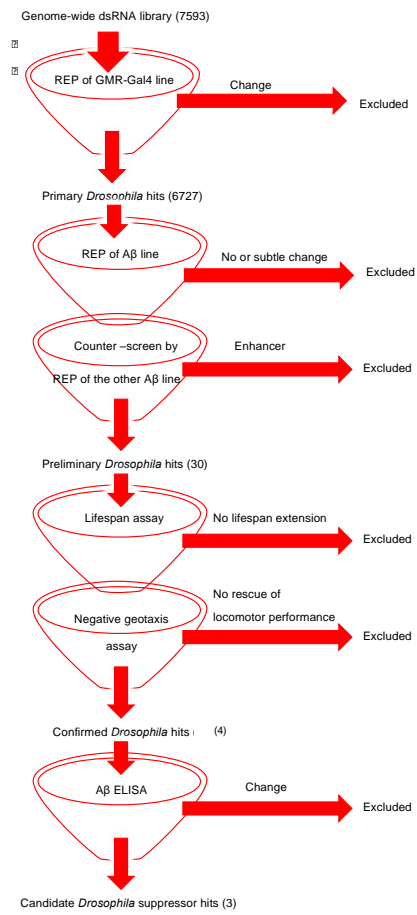 Genome-wide dsRNA library (7593)
REP of GMR-Gal4 line
Change
Excluded
Primary Drosophila hits (6727)
REP of Aβ line
No or subtle change
Excluded
Counter –screen by
REP of the other Aβ line
Enhancer
Excluded
Preliminary Drosophila hits (30)
Lifespan assay
No lifespan extension
Excluded
Negative geotaxis
assay
No rescue of
locomotor performance
Excluded
Confirmed Drosophila hits (4)
Aβ ELISA
Change
Excluded
Candidate Drosophila suppressor hits (3)